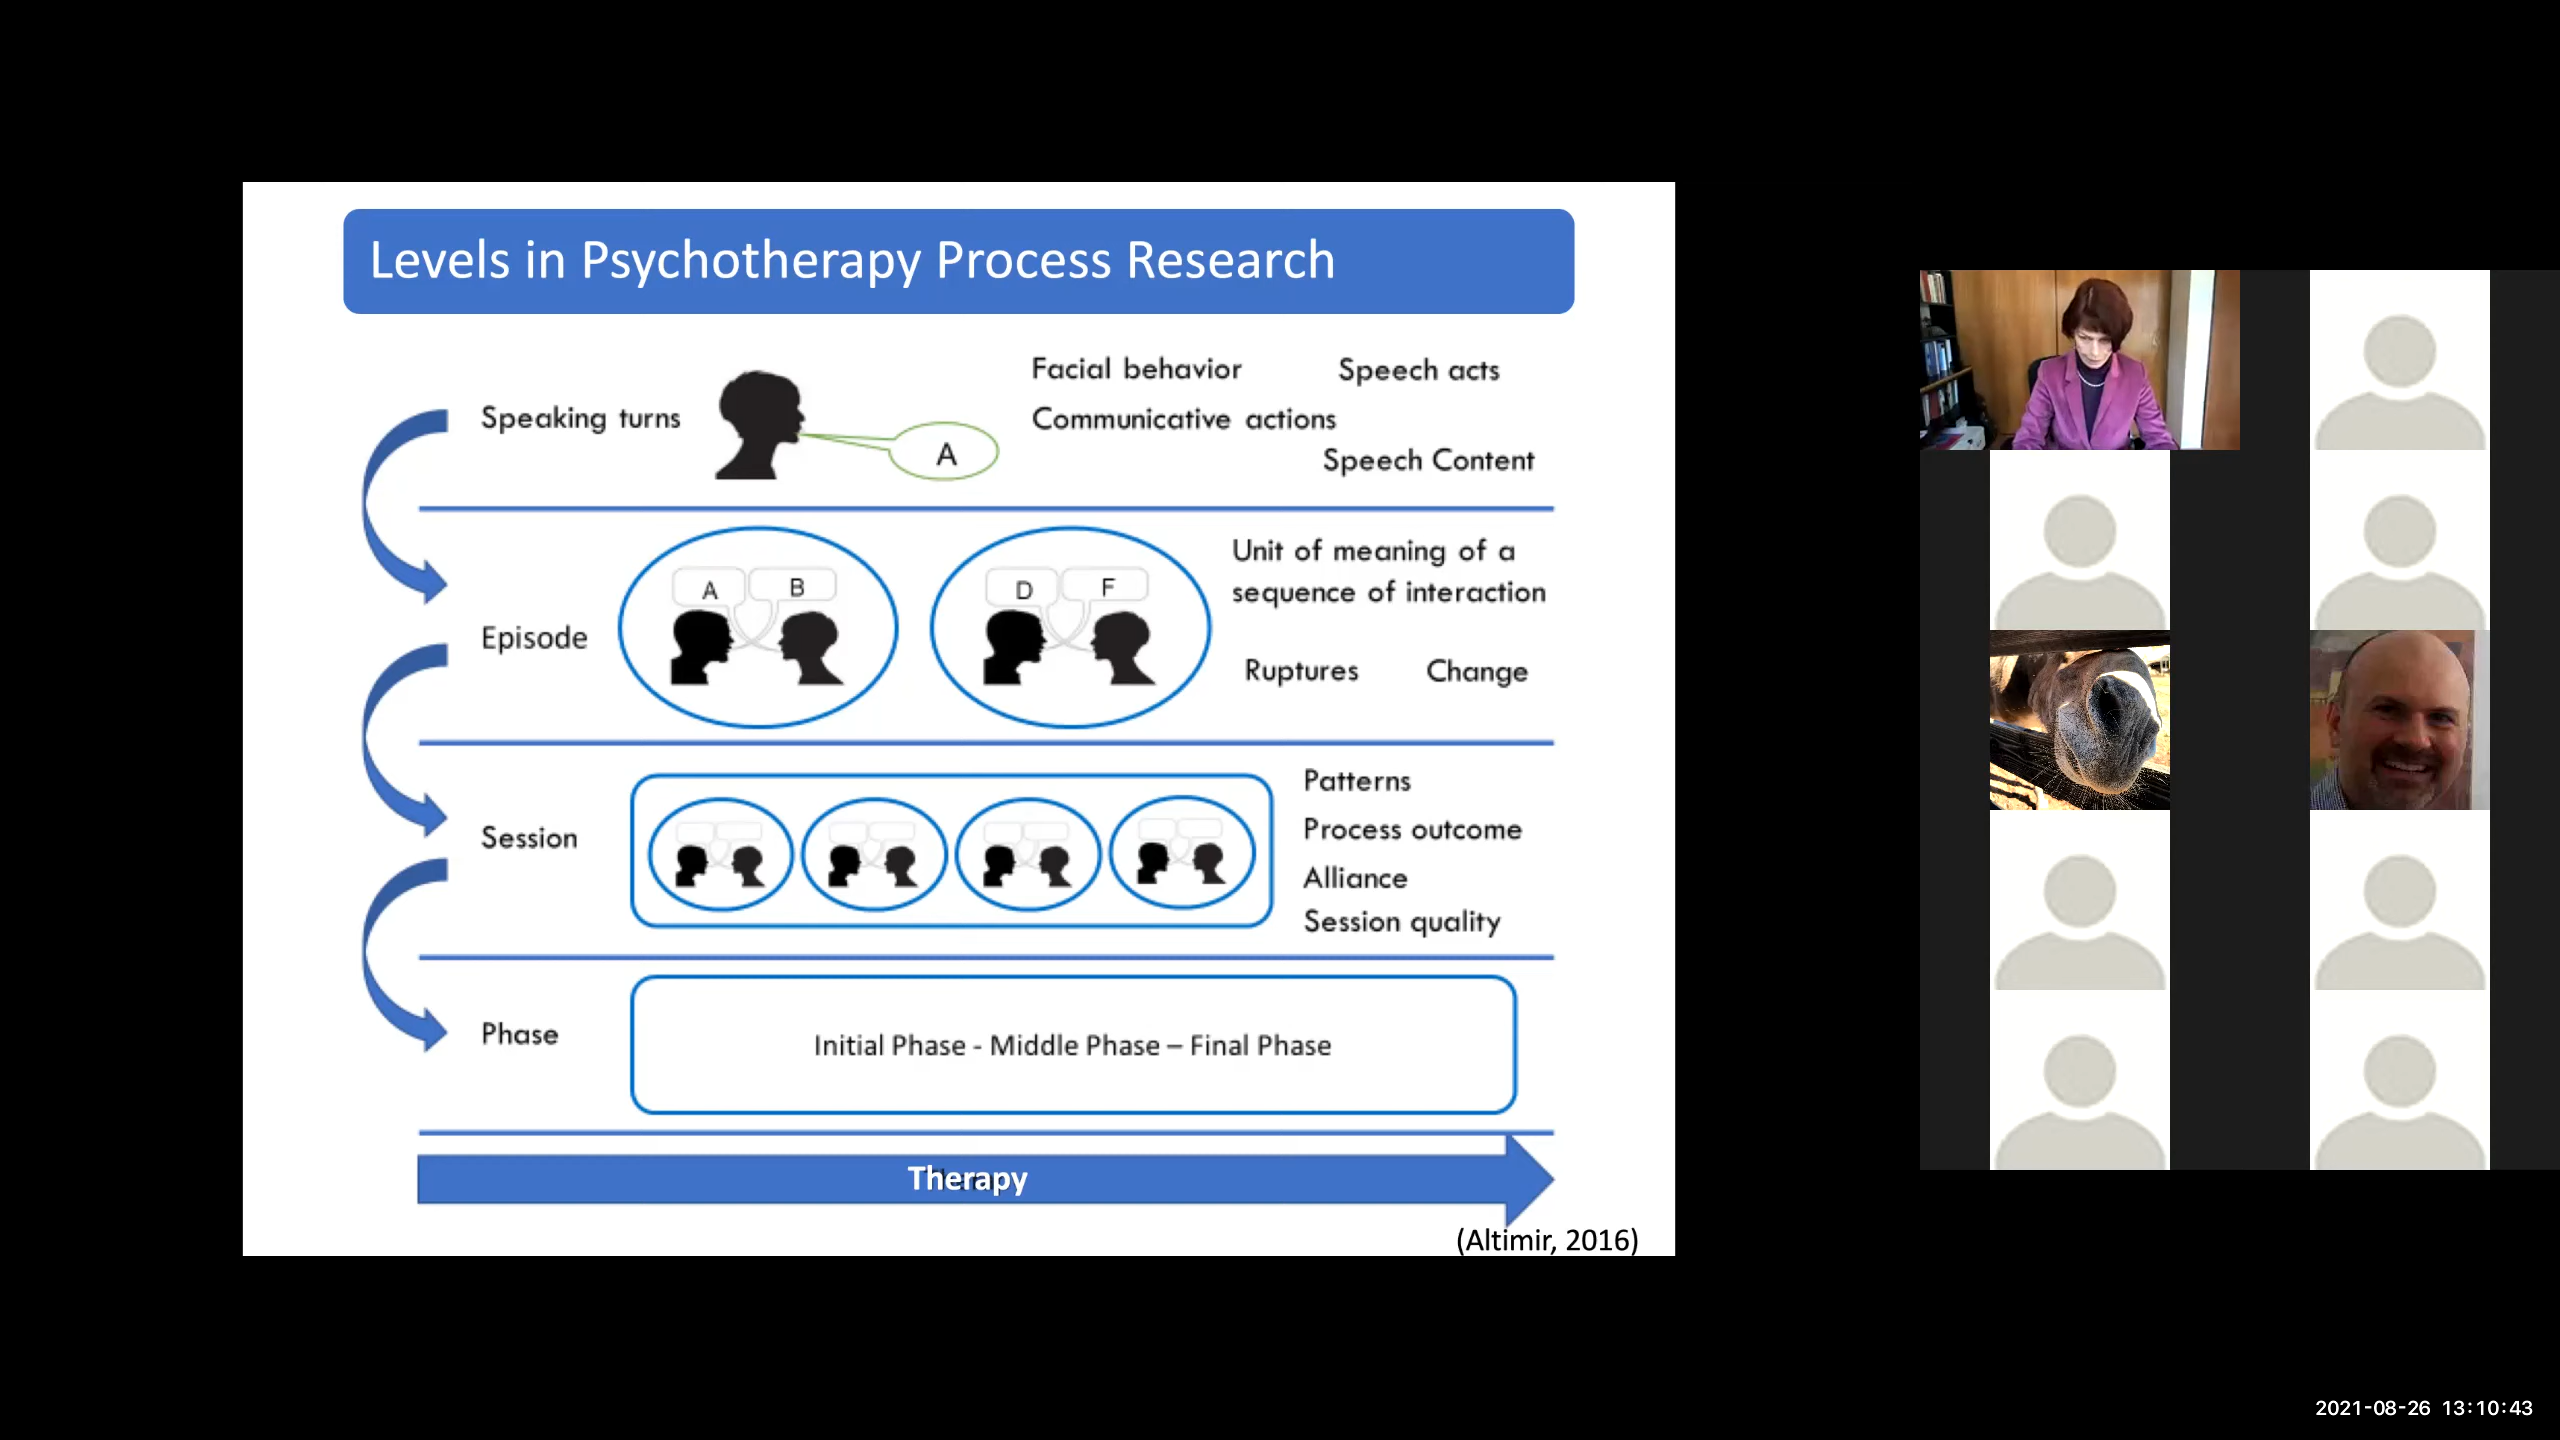 Levels in Psychotherapy Process Research
Facial behavior
Speech acts
Speaking turns
Communicative actions
A
Speech Content
Unit of meaning of a
sequence of interaction
A
B
D
F
Episode
Ruptures
Change
Patterns
Process outcome
Session
Alliance
Session quality
Phase
Initial Phase - Middle Phase – Final Phase
Therapy
(Altimir, 2016)
2021-08-26 13:10:43